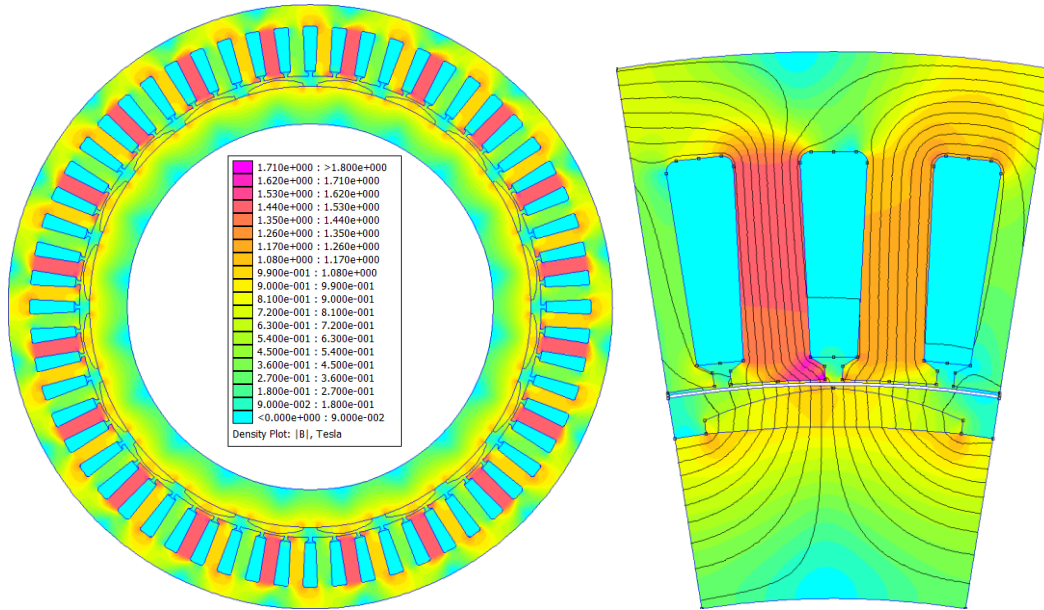 1.710e+000 : >1.800e+000
1.620e+000 : 1.710e+000
1.530e+000 : 1.620e+000
1.440e+000 : 1.530e+000
1.350e+000 : 1.440e+000
1.260e+000 : 1.350e+000
1.170e+000 : 1.260e+000
1.080e+000 : 1.170e+000
9.900e-001 : 1.080e+000
9.000e-001 : 9.900e-001
8.100e-001 : 9.000e-001
7.200e-001 : 8.100e-001
6.300e-001 : 7.200e-001
5.400e-001 : 6.300e-001
4.500e-001 : 5.400e-001
3.600e-001 : 4.500e-001
2.700e-001 : 3.600e-001
1.800e-001 : 2.700e-001
9.000e-002 : 1.800e-001
<0.000e+000 : 9.000e-002
Density Plot: |B|, Tesla